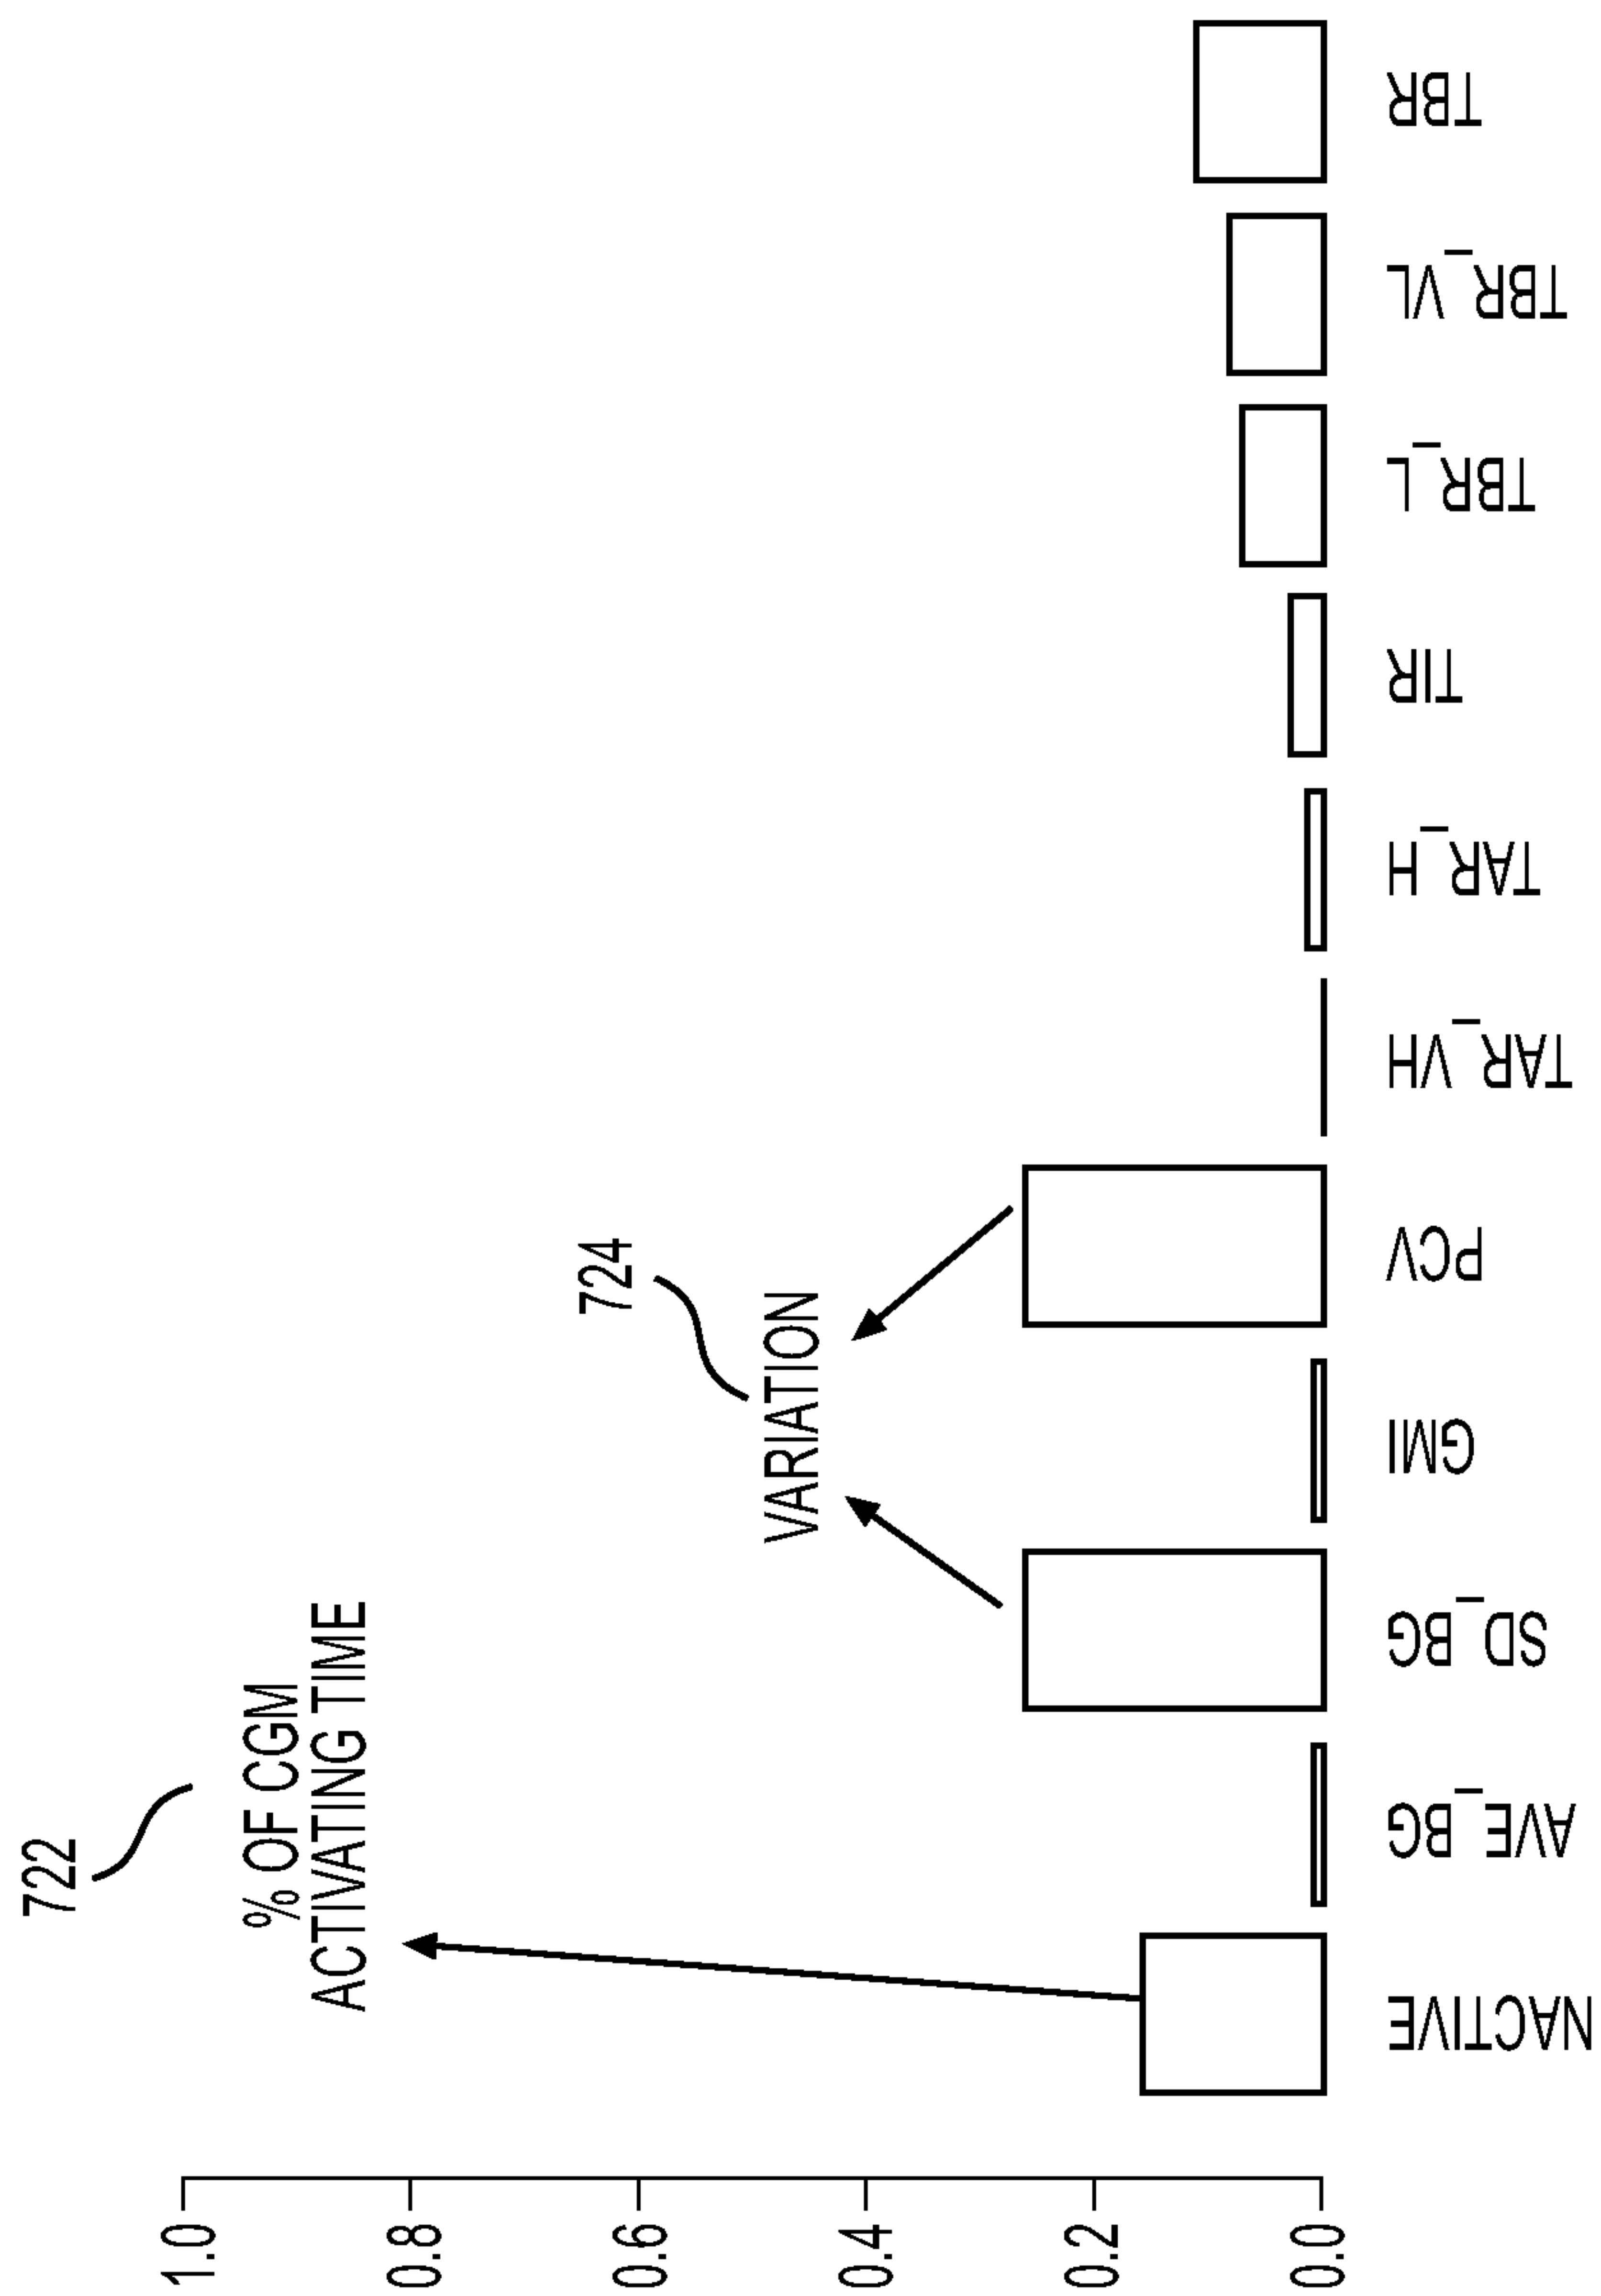 722
% OF CGM
ACTIVATING TIME
724
VARIATION
1.0
0.8
0.6
0.4
0.2
0.0
NACTIVE
AVE_BG
SD_BG
GMI
PCV
TAR_VH
TAR_H
TIR
TBR_L
TBR_VL
TBR